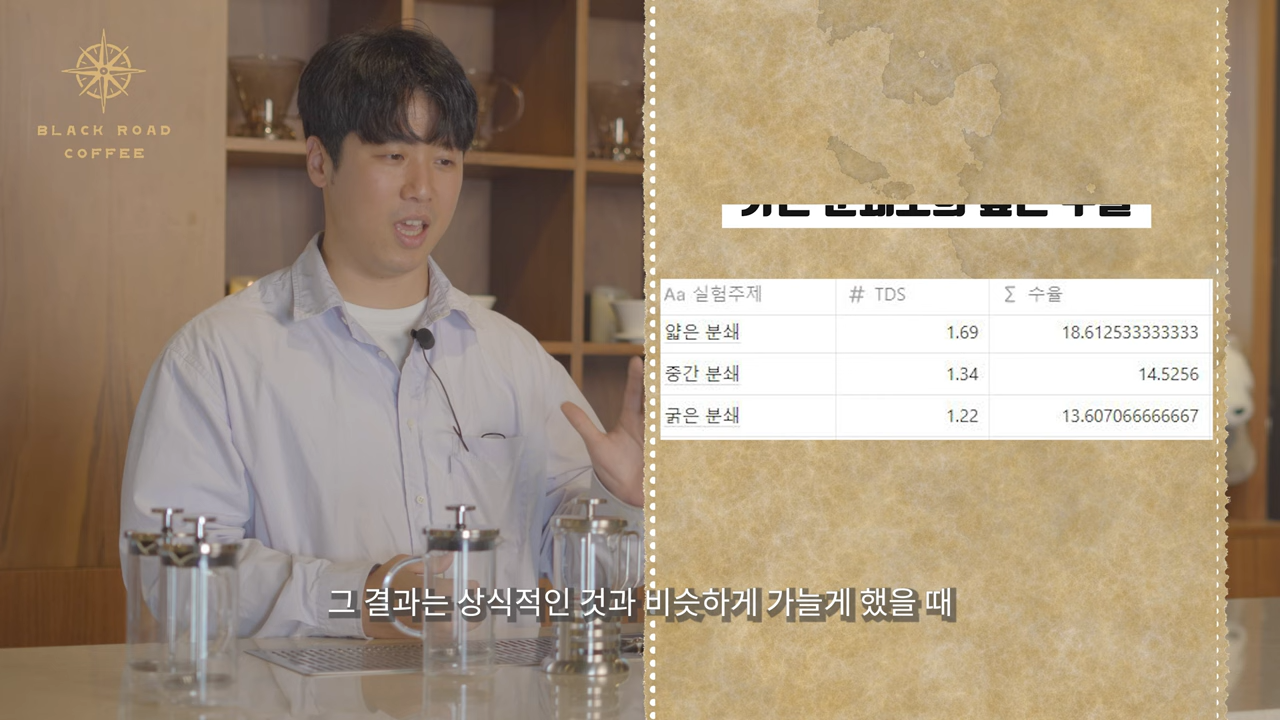 BLACK ROAD
COFFEE
Aa 실험주제 # TDS Σ 수율
얇은 분쇄 1.69 18.612533333333
중간 분쇄 1.34 14.5256
굵은 분쇄 1.22 13.607066666667
그 결과는 상식적인 것과 비슷하게 가늘게 했을 때